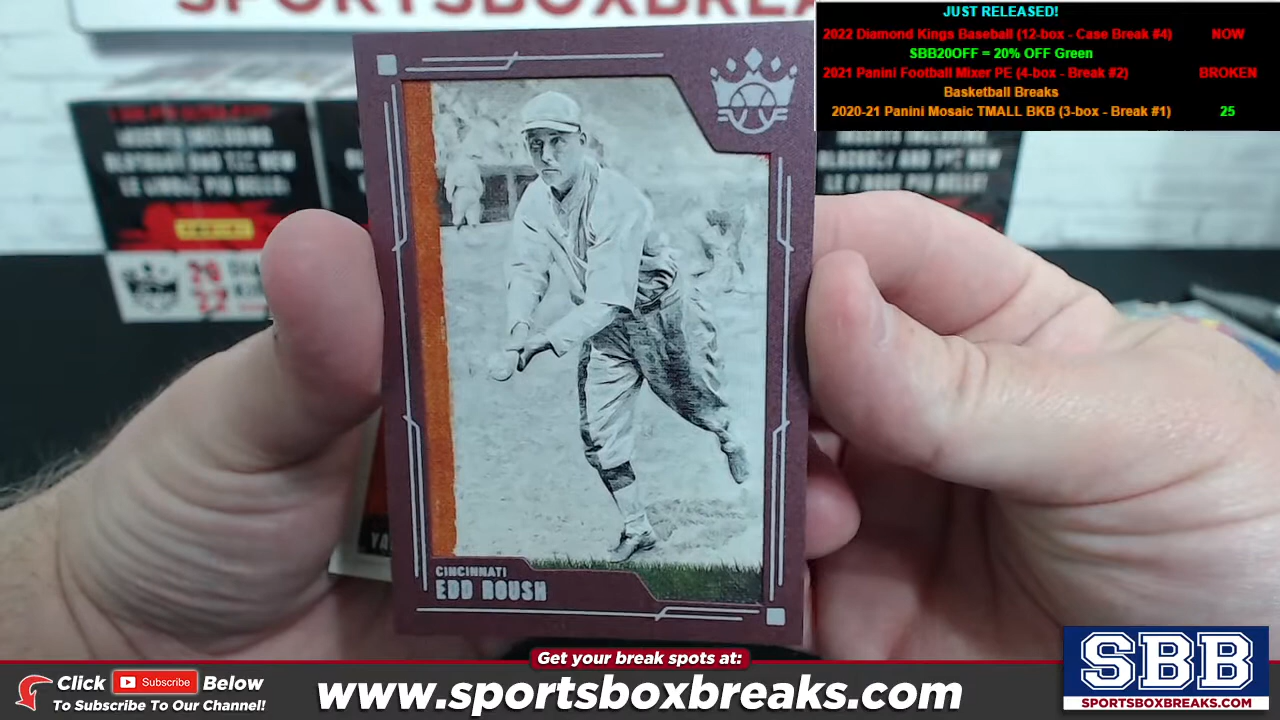 SPORTSBOXBREAKS
JUST RELEASED!
2022 Diamond Kings Baseball (12-box - Case Break #4) NOW
SBB20OFF = 20% OFF Green
2021 Panini Football Mixer PE (4-box - Break #2) BROKEN
Basketball Breaks
2020-21 Panini Mosaic TMALL BKB (3-box - Break #1) 25
PANINI
CINCINNATI
EDD ROUSH
Get your break spots at:
Click Subscribe Below
To Subscribe To Our Channel!
www.sportsboxbreaks.com
SBB
SPORTSBOXBREAKS.COM